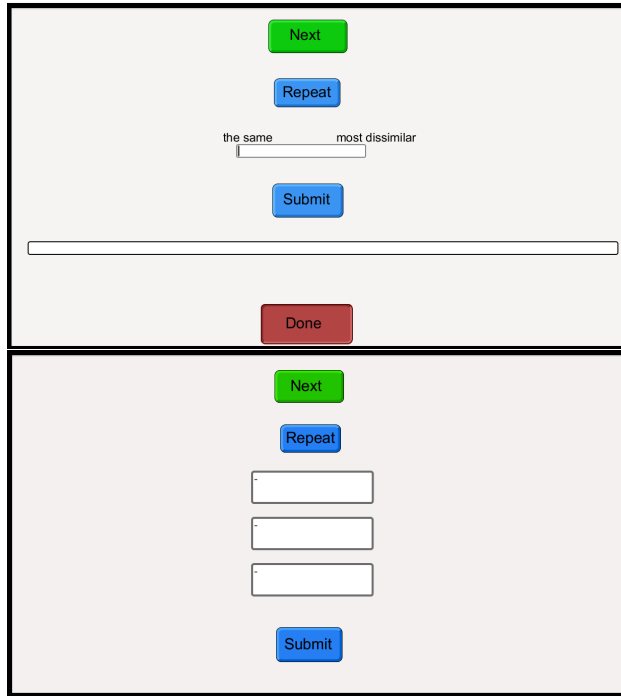 Next
Repeat
the same most dissimilar
Submit
Done
Next
Repeat
-
-
-
Submit